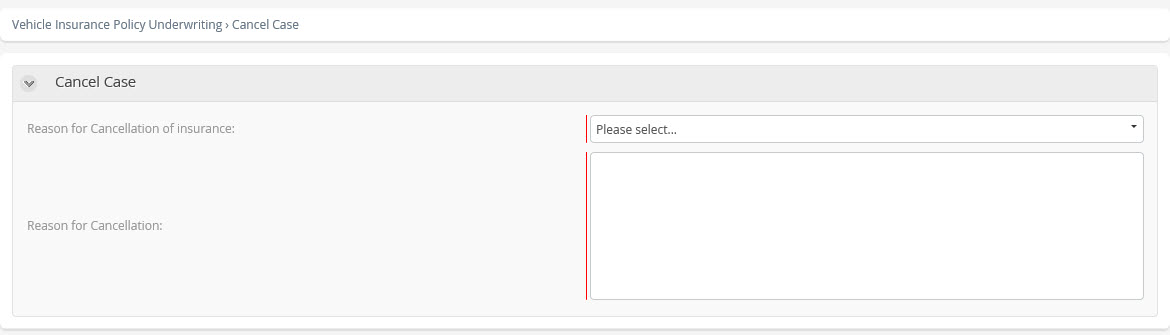 Vehicle Insurance Policy Underwriting › Cancel Case
Cancel Case
Reason for Cancellation of insurance:
Please select...
Reason for Cancellation: